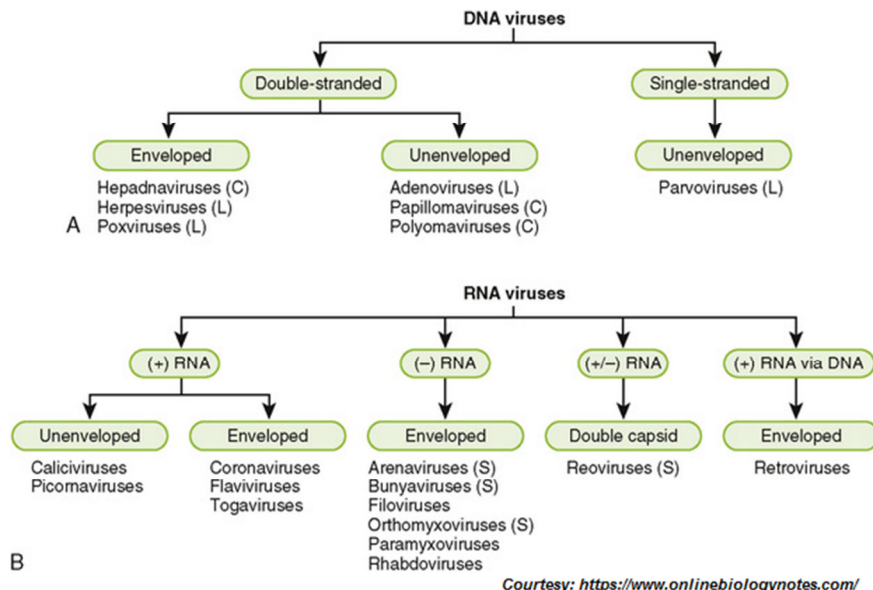 DNA viruses
Double-stranded
Single-stranded
Enveloped
Unenveloped
Unenveloped
Hepadnaviruses (C)
Herpesviruses (L)
Poxviruses (L)
Adenoviruses (L)
Papillomaviruses (C)
Polyomaviruses (C)
Parvoviruses (L)
A
RNA viruses
(+) RNA
(–) RNA
(+/–) RNA
(+) RNA via DNA
Unenveloped
Enveloped
Enveloped
Double capsid
Enveloped
Caliciviruses
Picornaviruses
Coronaviruses
Flaviviruses
Togaviruses
Arenaviruses (S)
Bunyaviruses (S)
Filoviruses
Orthomyxoviruses (S)
Paramyxoviruses
Rhabdoviruses
Reoviruses (S)
Retroviruses
B
Courtesy: https://www.onlinebiologynotes.com/